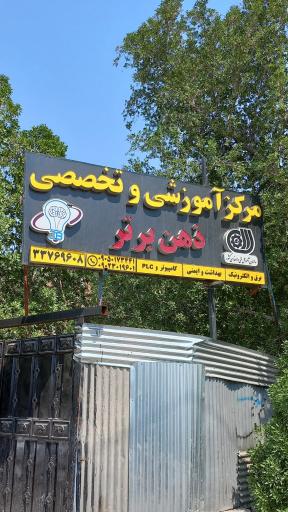 مرکز آموزشی و تخصصی
ذهن برتر
برق و الکترونیک
بهداشت و ایمنی
کامپیوتر و PLC
۳۳۷۶۹۶۰۸